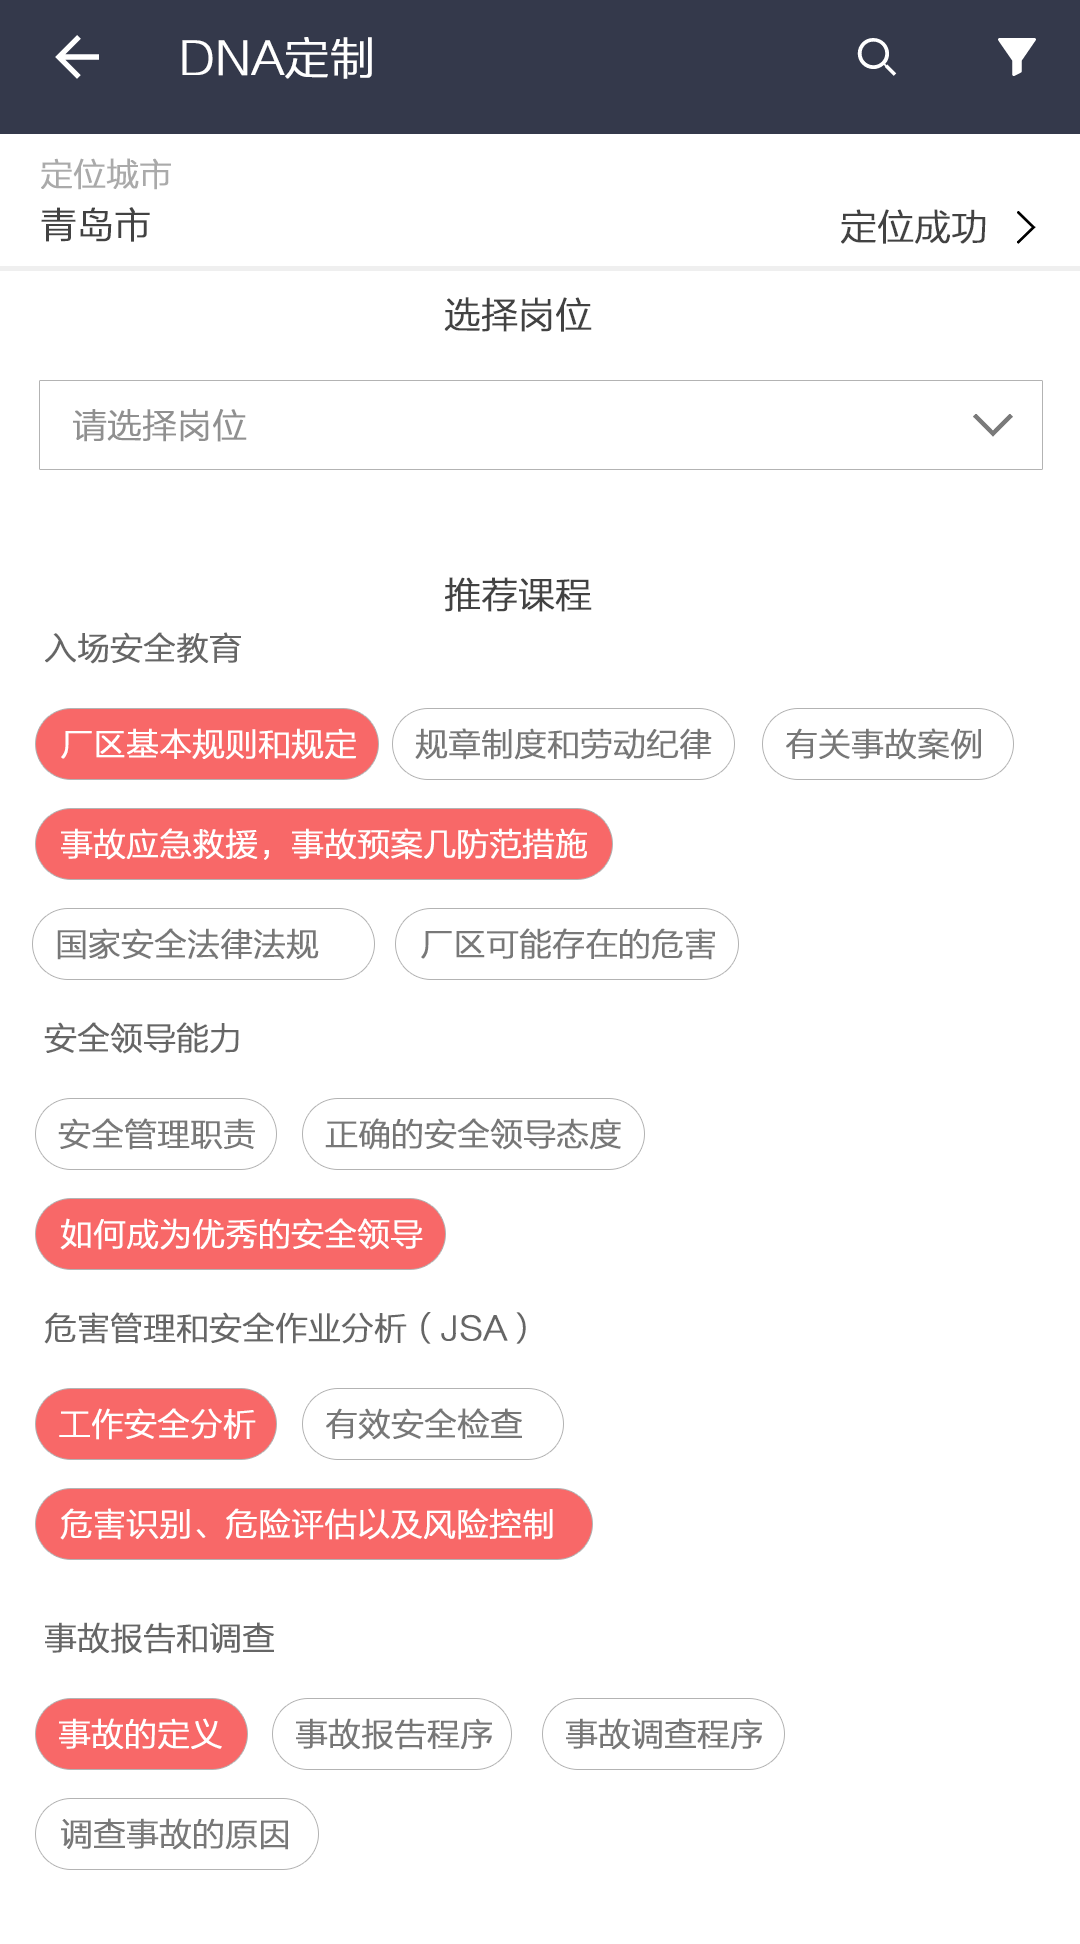 DNA定制
定位城市
青岛市
定位成功
选择岗位
请选择岗位
推荐课程
入场安全教育
厂区基本规则和规定 规章制度和劳动纪律 有关事故案例
事故应急救援，事故预案几防范措施
国家安全法律法规 厂区可能存在的危害
安全领导能力
安全管理职责 正确的安全领导态度
如何成为优秀的安全领导
危害管理和安全作业分析（JSA）
工作安全分析 有效安全检查
危害识别、危险评估以及风险控制
事故报告和调查
事故的定义 事故报告程序 事故调查程序
调查事故的原因